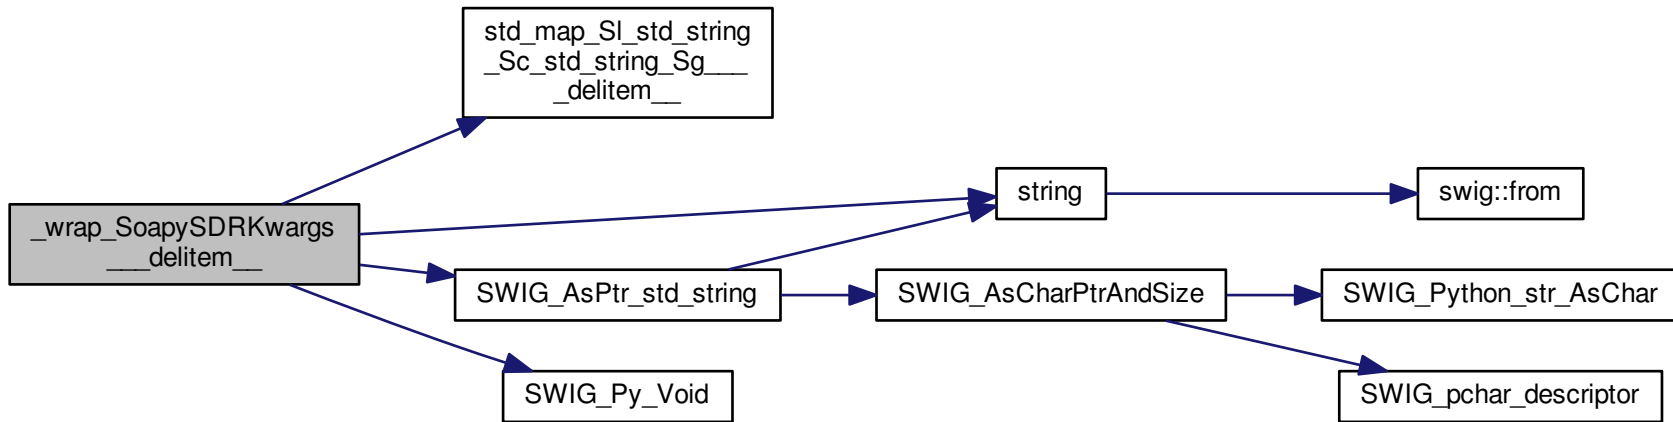 std_map_Sl_std_string
_Sc_std_string_Sg___
_delitem__
string
swig::from
_wrap_SoapySDRKwargs
___delitem__
SWIG_AsPtr_std_string
SWIG_AsCharPtrAndSize
SWIG_Python_str_AsChar
SWIG_Py_Void
SWIG_pchar_descriptor